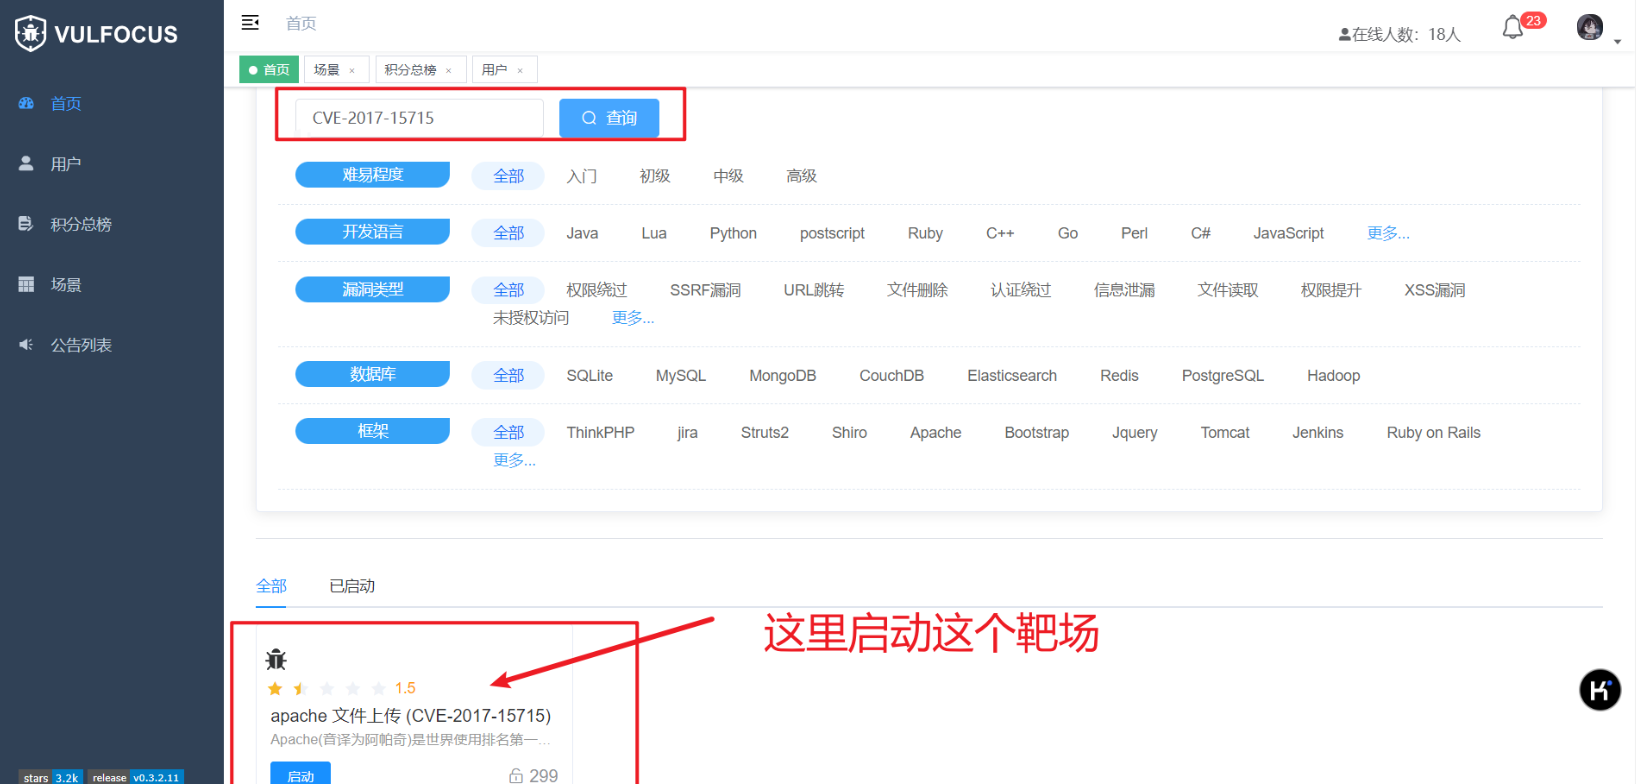 VULFOCUS
首页
用户
积分总榜
场景
公告列表
stars 3.2k release v0.3.2.11
首页
在线人数：18人
23
首页 场景 × 积分总榜 × 用户 ×
CVE-2017-15715 查询
难易程度 全部 入门 初级 中级 高级
开发语言 全部 Java Lua Python postscript Ruby C++ Go Perl C# JavaScript 更多...
漏洞类型 全部 权限绕过 SSRF漏洞 URL跳转 文件删除 认证绕过 信息泄漏 文件读取 权限提升 XSS漏洞
未授权访问 更多...
数据库 全部 SQLite MySQL MongoDB CouchDB Elasticsearch Redis PostgreSQL Hadoop
框架 全部 ThinkPHP jira Struts2 Shiro Apache Bootstrap Jquery Tomcat Jenkins Ruby on Rails
更多...
全部 已启动
这里启动这个靶场
1.5
apache 文件上传 (CVE-2017-15715)
Apache(音译为阿帕奇)是世界使用排名第一...
启动 299